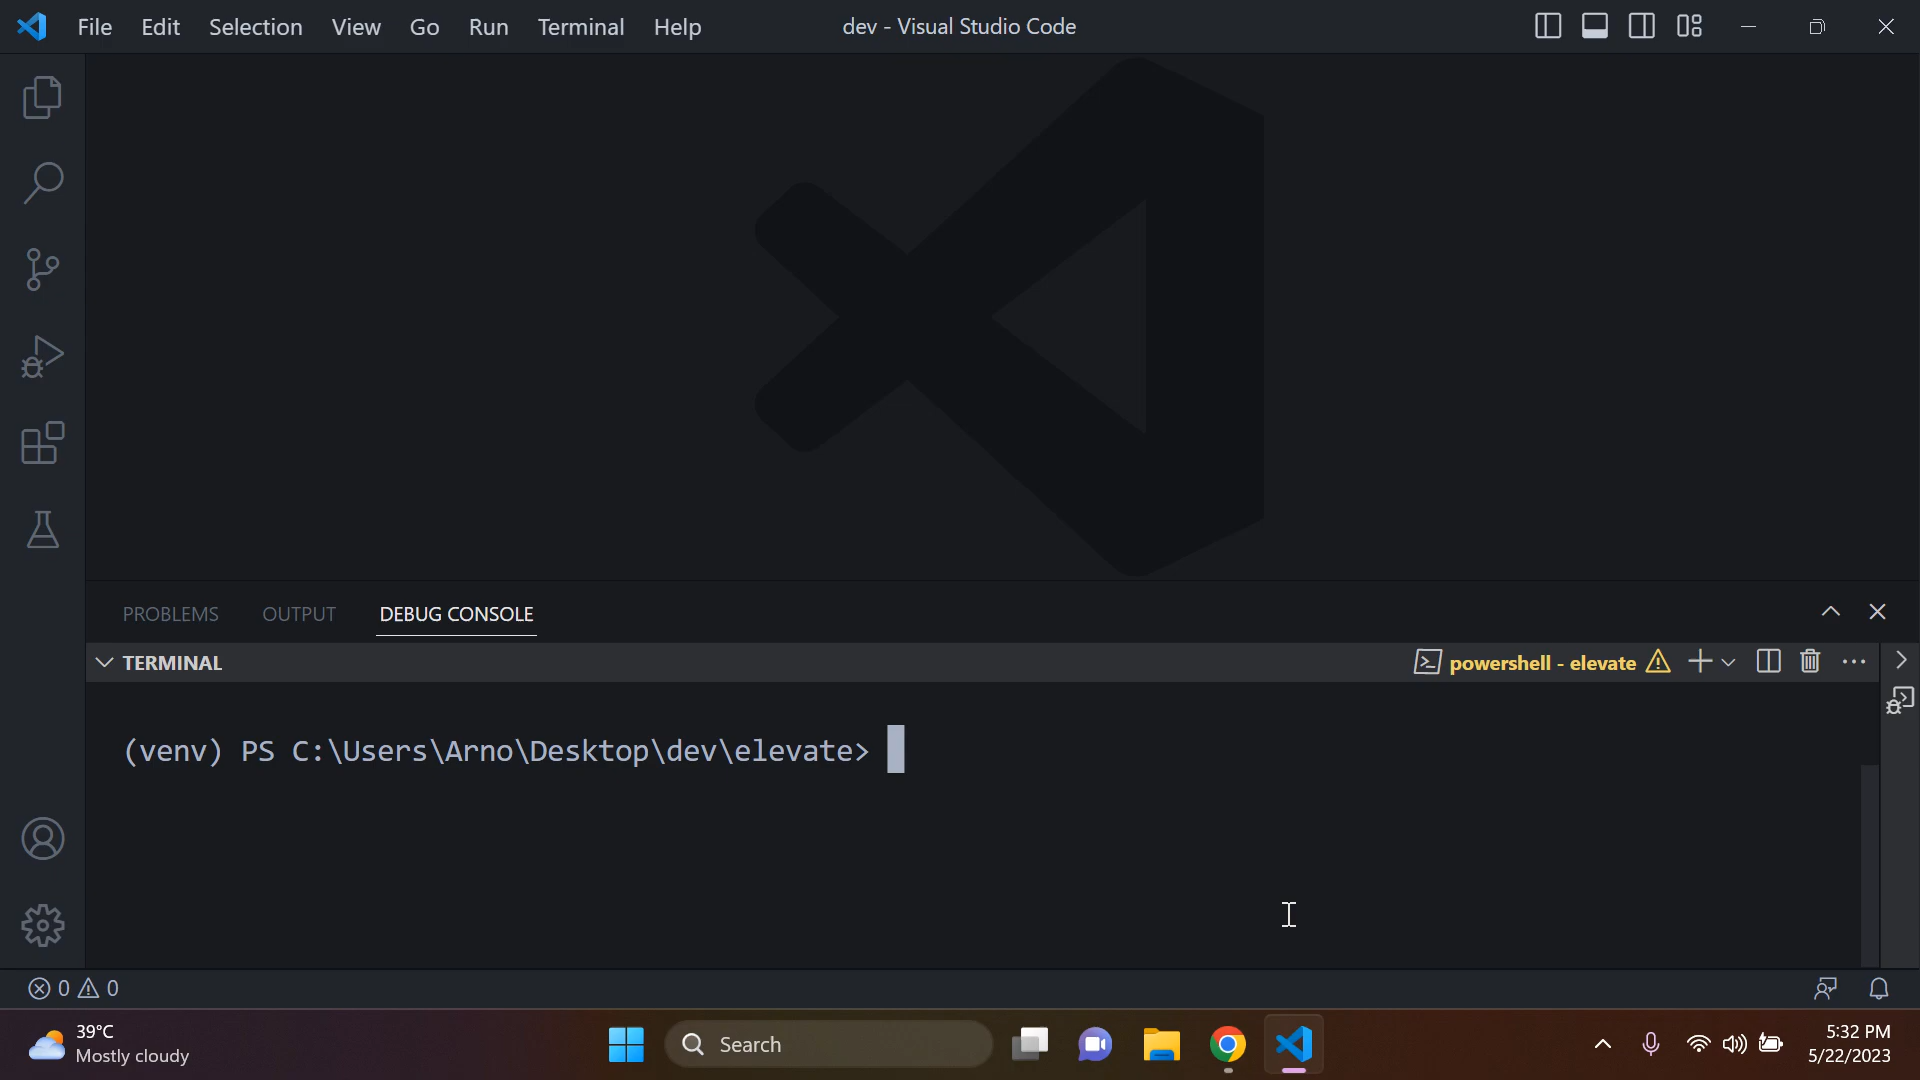 File Edit Selection View Go Run Terminal Help
dev - Visual Studio Code
PROBLEMS OUTPUT DEBUG CONSOLE
TERMINAL
powershell - elevate
(venv) PS C:\Users\Arno\Desktop\dev\elevate>
0 0
39°C
Mostly cloudy
Search
5:32 PM
5/22/2023